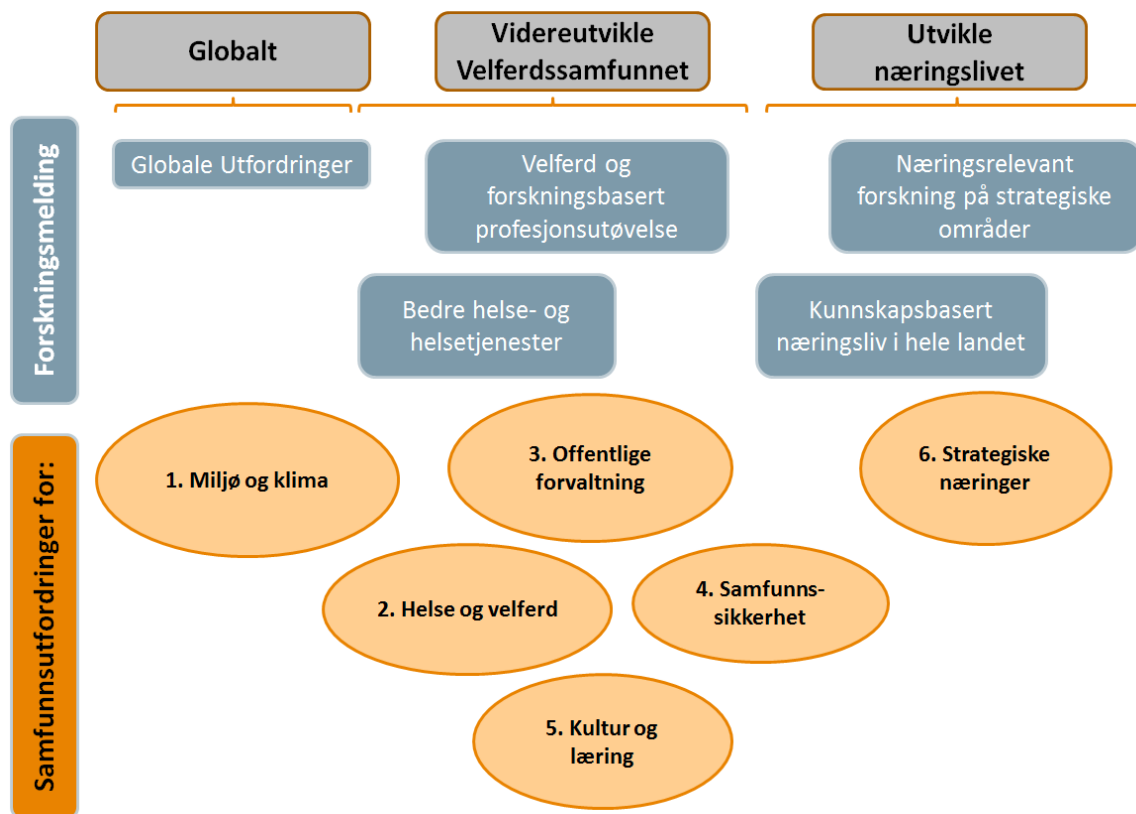 Globalt
Videreutvikle
Velferdssamfunnet
Utvikle
næringslivet
Forskningsmelding
Globale Utfordringer
Velferd og
forskningsbasert
profesjonsutøvelse
Næringsrelevant
forskning på strategiske
områder
Bedre helse- og
helsetjenester
Kunnskapsbasert
næringsliv i hele landet
Samfunnsutfordringer for:
1. Miljø og klima
3. Offentlige
forvaltning
6. Strategiske
næringer
2. Helse og velferd
4. Samfunns-
sikkerhet
5. Kultur og
læring